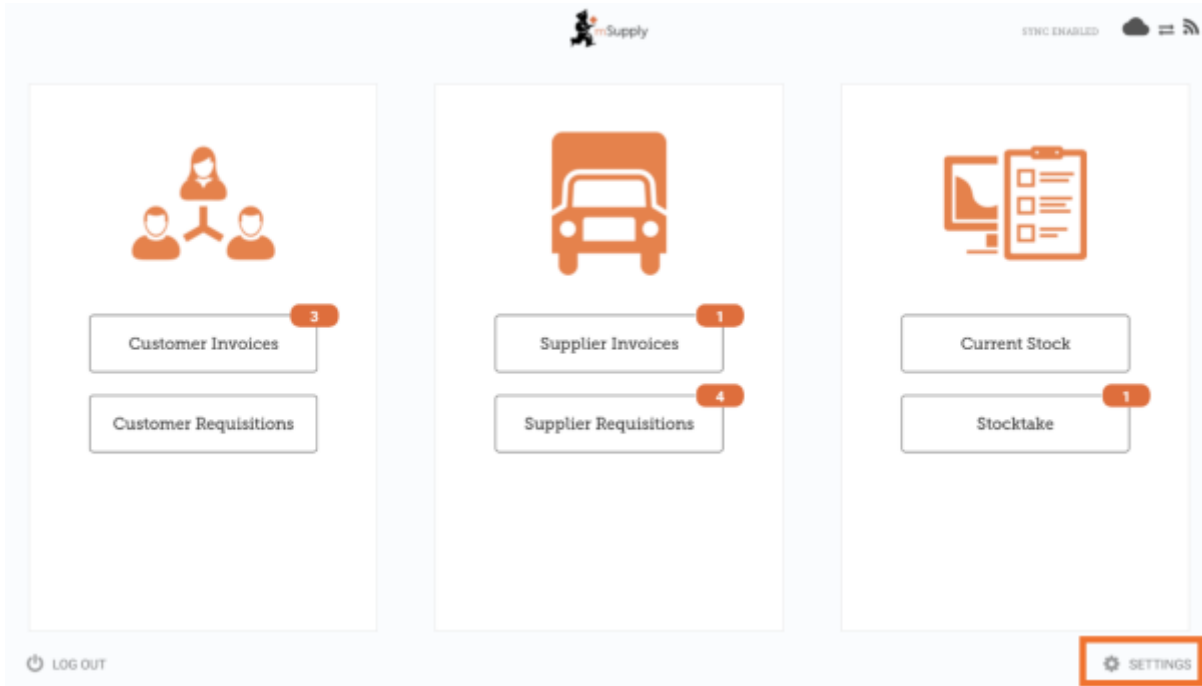 mSupply
SYNC ENABLED
3
Customer Invoices
Customer Requisitions
1
Supplier Invoices
4
Supplier Requisitions
Current Stock
1
Stocktake
LOG OUT
SETTINGS